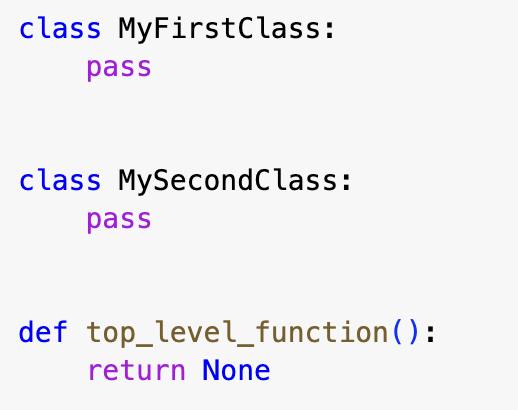 class MyFirstClass:
    pass


class MySecondClass:
    pass


def top_level_function():
    return None